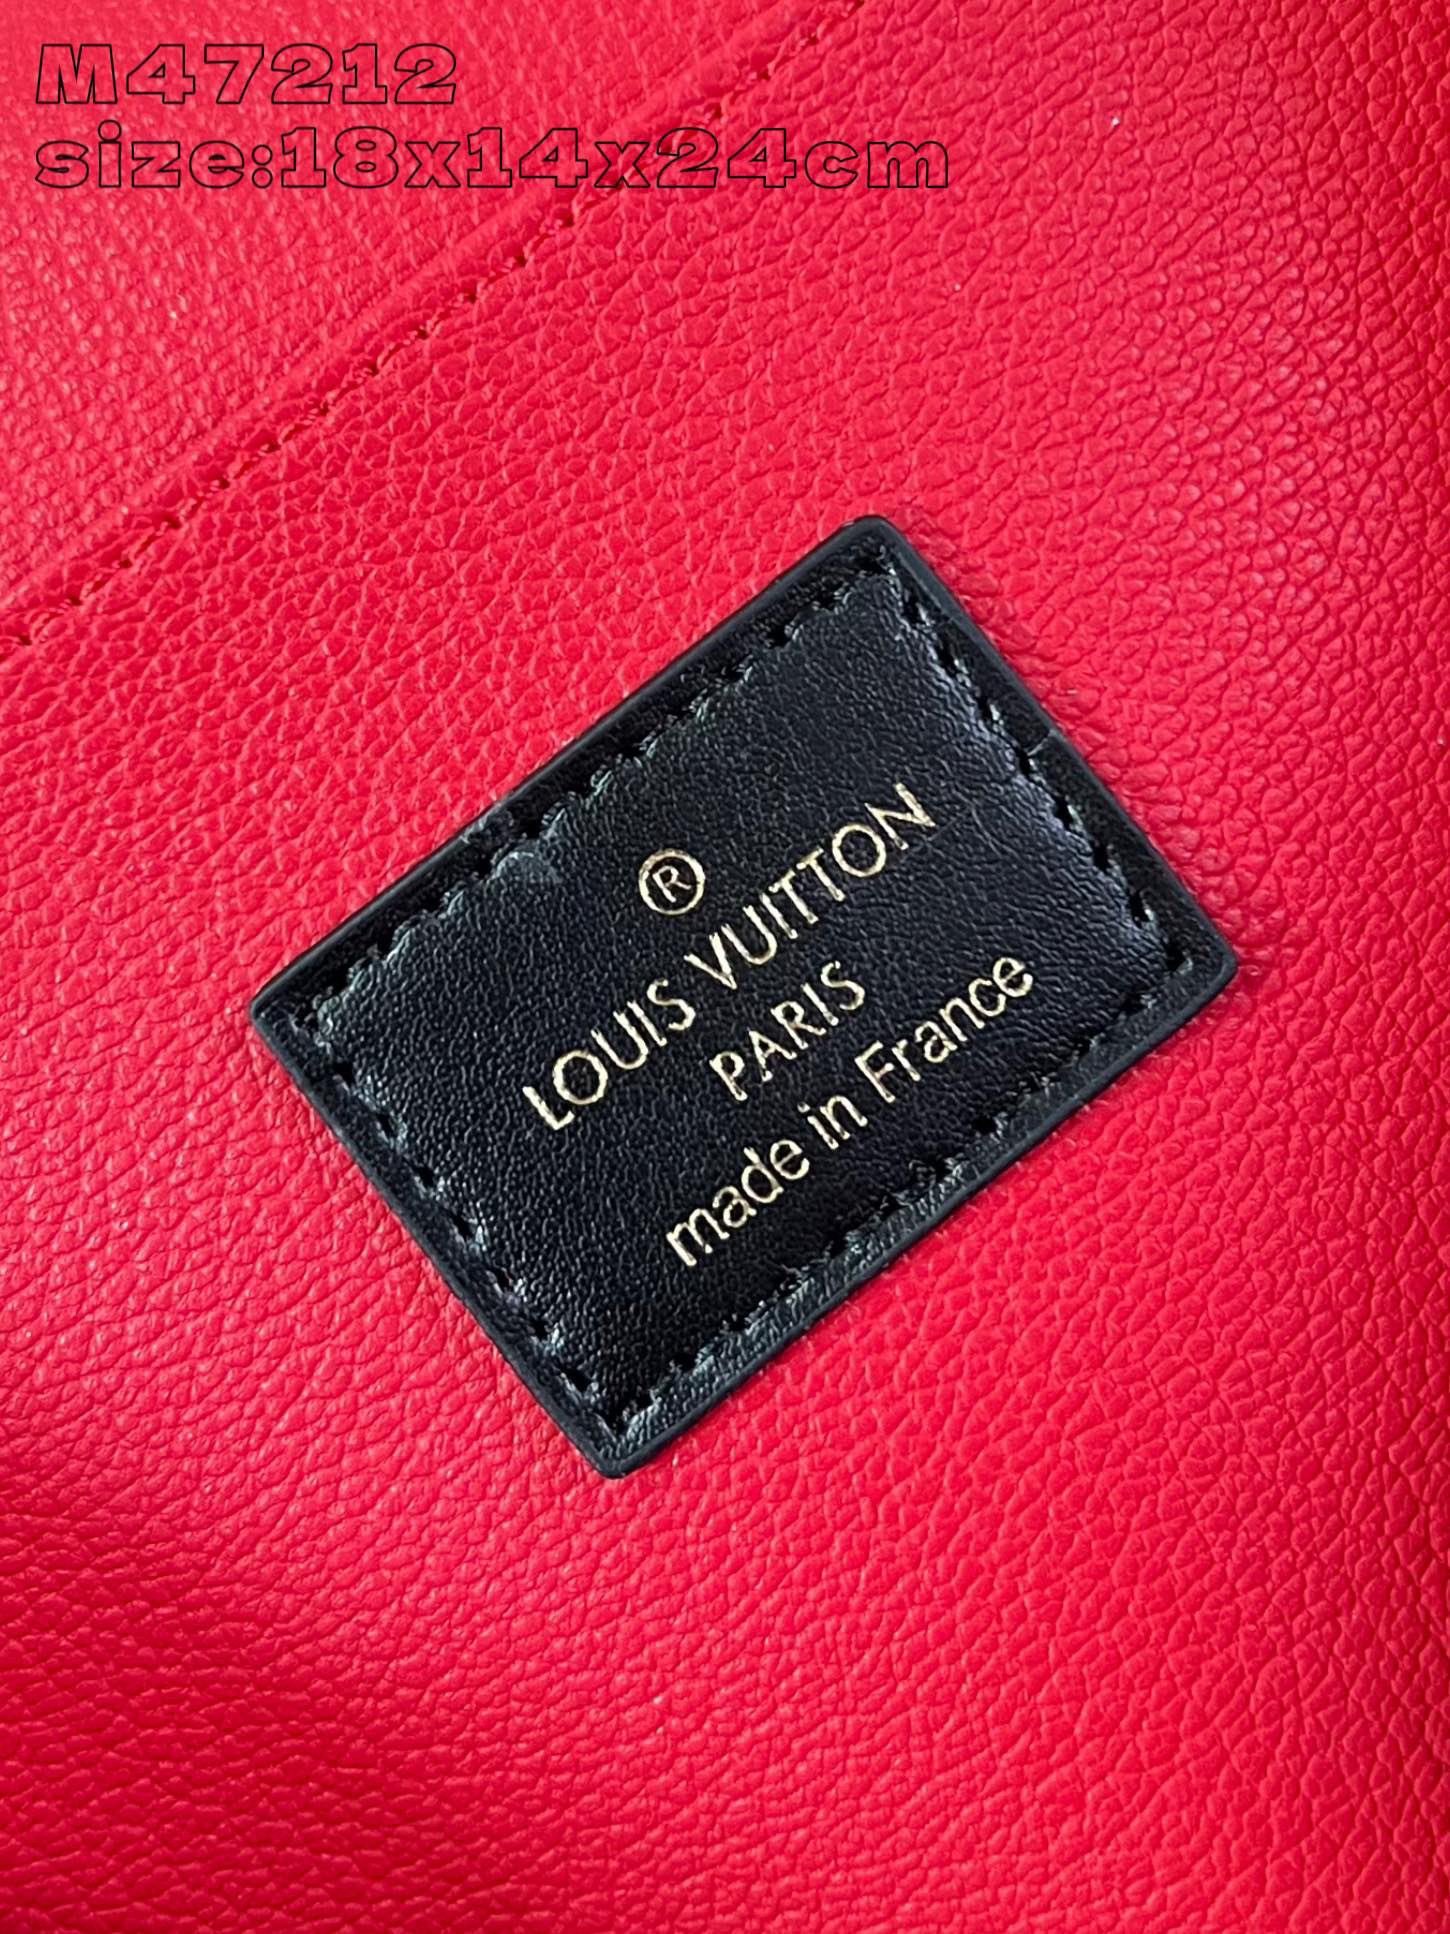 M47212
size:18x14x24cm
®
LOUIS VUITTON
PARIS
made in France